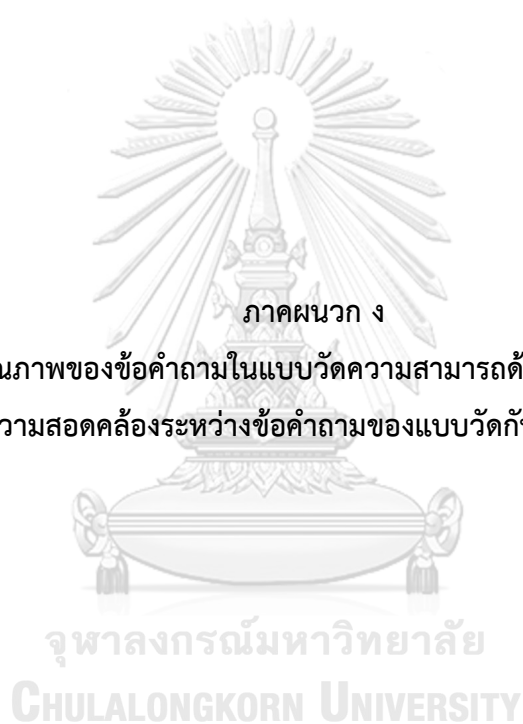 ภาคผนวก ง
ณภาพของข้อคำถามในแบบวัดความสามารถด้
วามสอดคล้องระหว่างข้อคำถามของแบบวัดกั
จุฬาลงกรณ์มหาวิทยาลัย
CHULALONGKORN UNIVERSITY